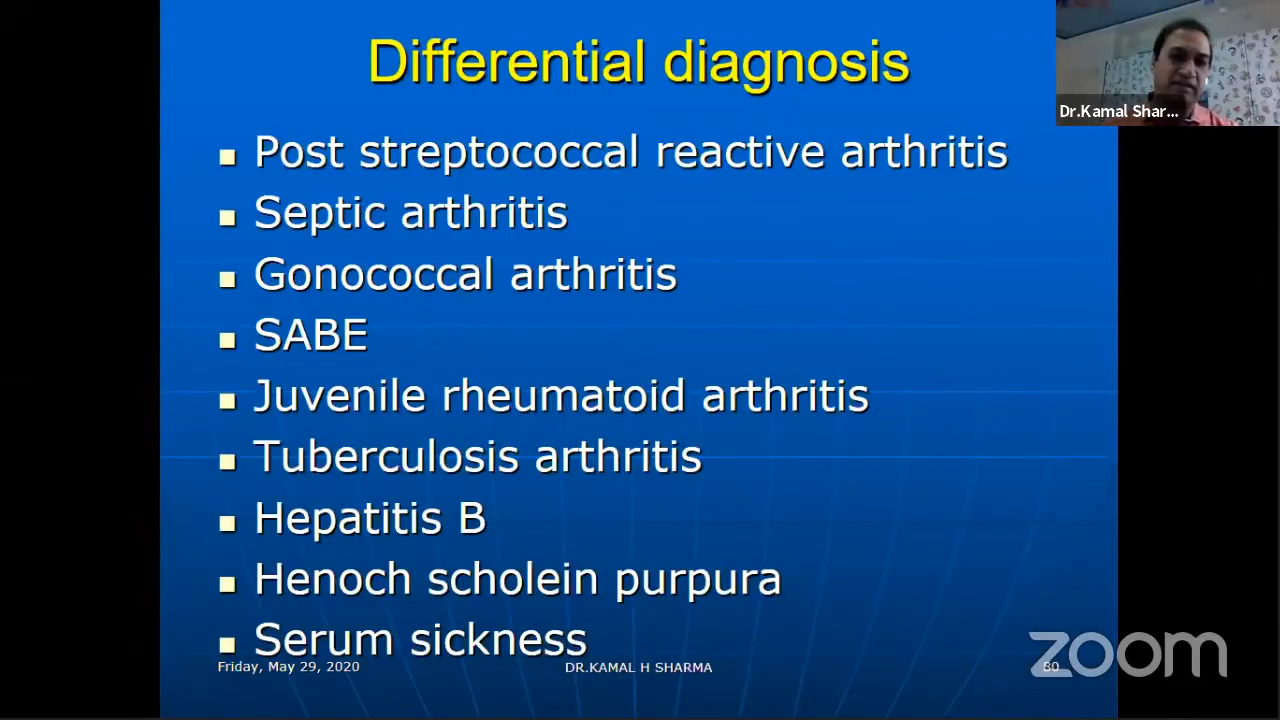 Differential diagnosis
Dr.Kamal Shar...
Post streptococcal reactive arthritis
Septic arthritis
Gonococcal arthritis
SABE
Juvenile rheumatoid arthritis
Tuberculosis arthritis
Hepatitis B
Henoch scholein purpura
Serum sickness
Friday, May 29, 2020
DR.KAMAL H SHARMA
80
zoom